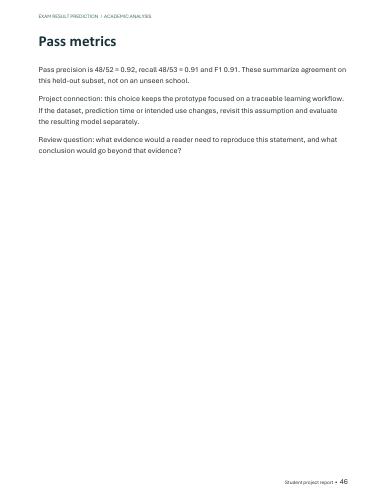 EXAM RESULT PREDICTION / ACADEMIC ANALYSIS
Pass metrics
Pass precision is 48/52 = 0.92, recall 48/53 = 0.91 and F1 0.91. These summarize agreement on
this held-out subset, not on an unseen school.
Project connection: this choice keeps the prototype focused on a traceable learning workflow.
If the dataset, prediction time or intended use changes, revisit this assumption and evaluate
the resulting model separately.
Review question: what evidence would a reader need to reproduce this statement, and what
conclusion would go beyond that evidence?
Student project report • 46